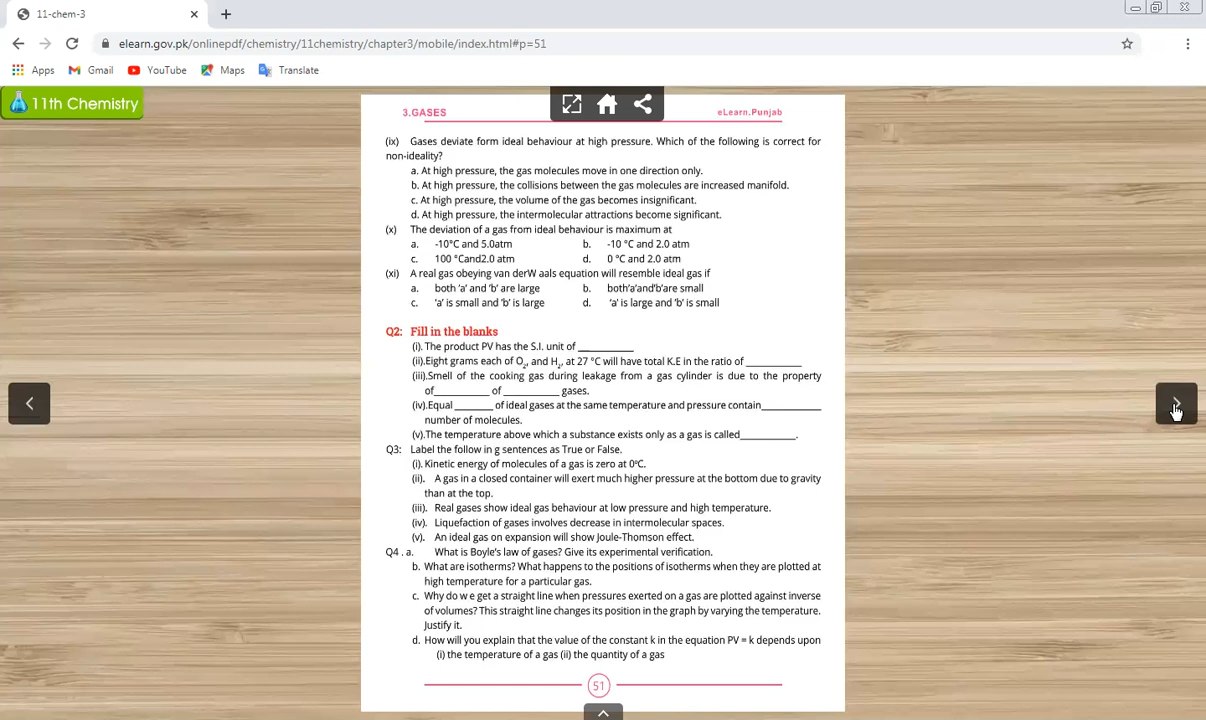 11-chem-3
elearn.gov.pk/onlinepdf/chemistry/11chemistry/chapter3/mobile/index.html#p=51
Apps Gmail YouTube Maps Translate
11th Chemistry
3.GASES eLearn.Punjab
(ix) Gases deviate form ideal behaviour at high pressure. Which of the following is correct for
non-ideality?
a. At high pressure, the gas molecules move in one direction only.
b. At high pressure, the collisions between the gas molecules are increased manifold.
c. At high pressure, the volume of the gas becomes insignificant.
d. At high pressure, the intermolecular attractions become significant.
(x) The deviation of a gas from ideal behaviour is maximum at
a. -10°C and 5.0atm b. -10 °C and 2.0 atm
c. 100 °Cand2.0 atm d. 0 °C and 2.0 atm
(xi) A real gas obeying van derW aals equation will resemble ideal gas if
a. both 'a' and 'b' are large b. both'a'and'b'are small
c. 'a' is small and 'b' is large d. 'a' is large and 'b' is small
Q2: Fill in the blanks
(i). The product PV has the S.I. unit of __________
(ii).Eight grams each of O₂, and H₂, at 27 °C will have total K.E in the ratio of __________
(iii).Smell of the cooking gas during leakage from a gas cylinder is due to the property
of__________ of __________ gases.
(iv).Equal _______ of ideal gases at the same temperature and pressure contain__________
number of molecules.
(v).The temperature above which a substance exists only as a gas is called__________.
Q3: Label the follow in g sentences as True or False.
(i). Kinetic energy of molecules of a gas is zero at 0°C.
(ii). A gas in a closed container will exert much higher pressure at the bottom due to gravity
than at the top.
(iii). Real gases show ideal gas behaviour at low pressure and high temperature.
(iv). Liquefaction of gases involves decrease in intermolecular spaces.
(v). An ideal gas on expansion will show Joule-Thomson effect.
Q4 . a. What is Boyle's law of gases? Give its experimental verification.
b. What are isotherms? What happens to the positions of isotherms when they are plotted at
high temperature for a particular gas.
c. Why do w e get a straight line when pressures exerted on a gas are plotted against inverse
of volumes? This straight line changes its position in the graph by varying the temperature.
Justify it.
d. How will you explain that the value of the constant k in the equation PV = k depends upon
(i) the temperature of a gas (ii) the quantity of a gas
51